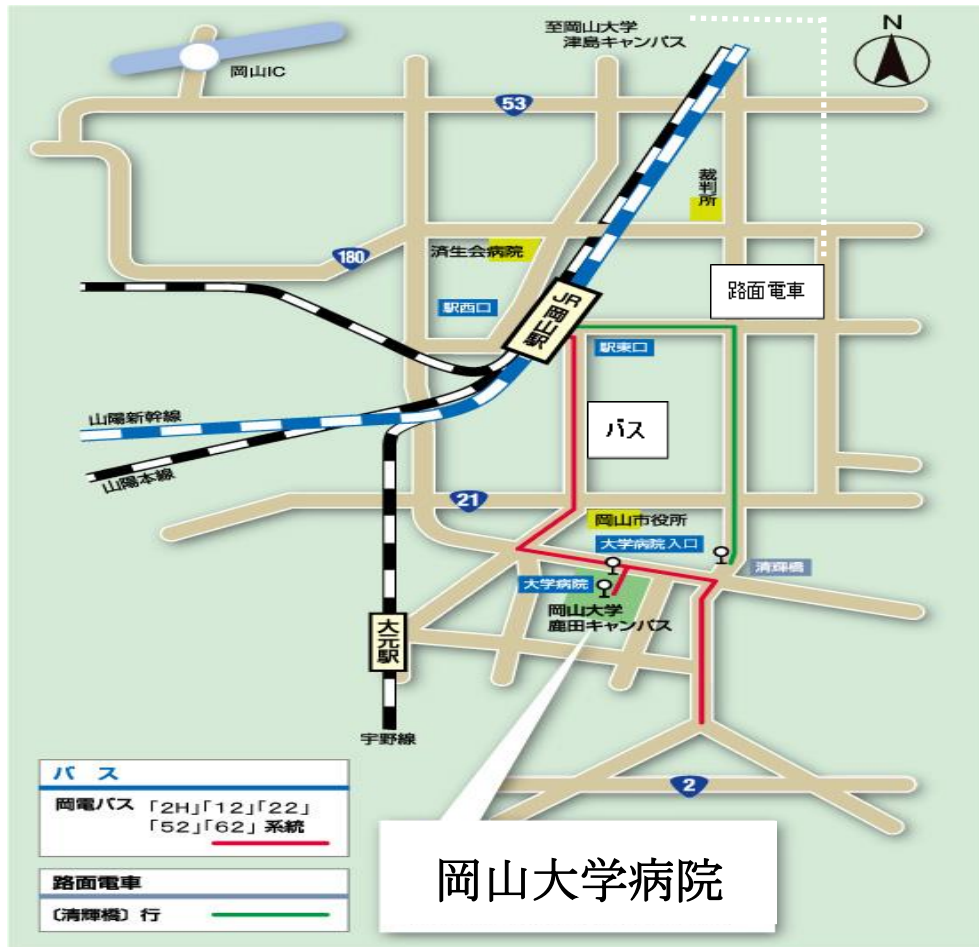 至岡山大学
津島キャンパス
N
岡山IC
53
裁判所
180
済生会病院
路面電車
駅西口
JR岡山駅
駅東口
山陽新幹線
バス
山陽本線
21
岡山市役所
大学病院入口
清輝橋
大学病院
岡山大学
鹿田キャンパス
大元駅
宇野線
2
バス
岡電バス 「2H」「12」「22」
「52」「62」系統
路面電車
〔清輝橋〕行
岡山大学病院